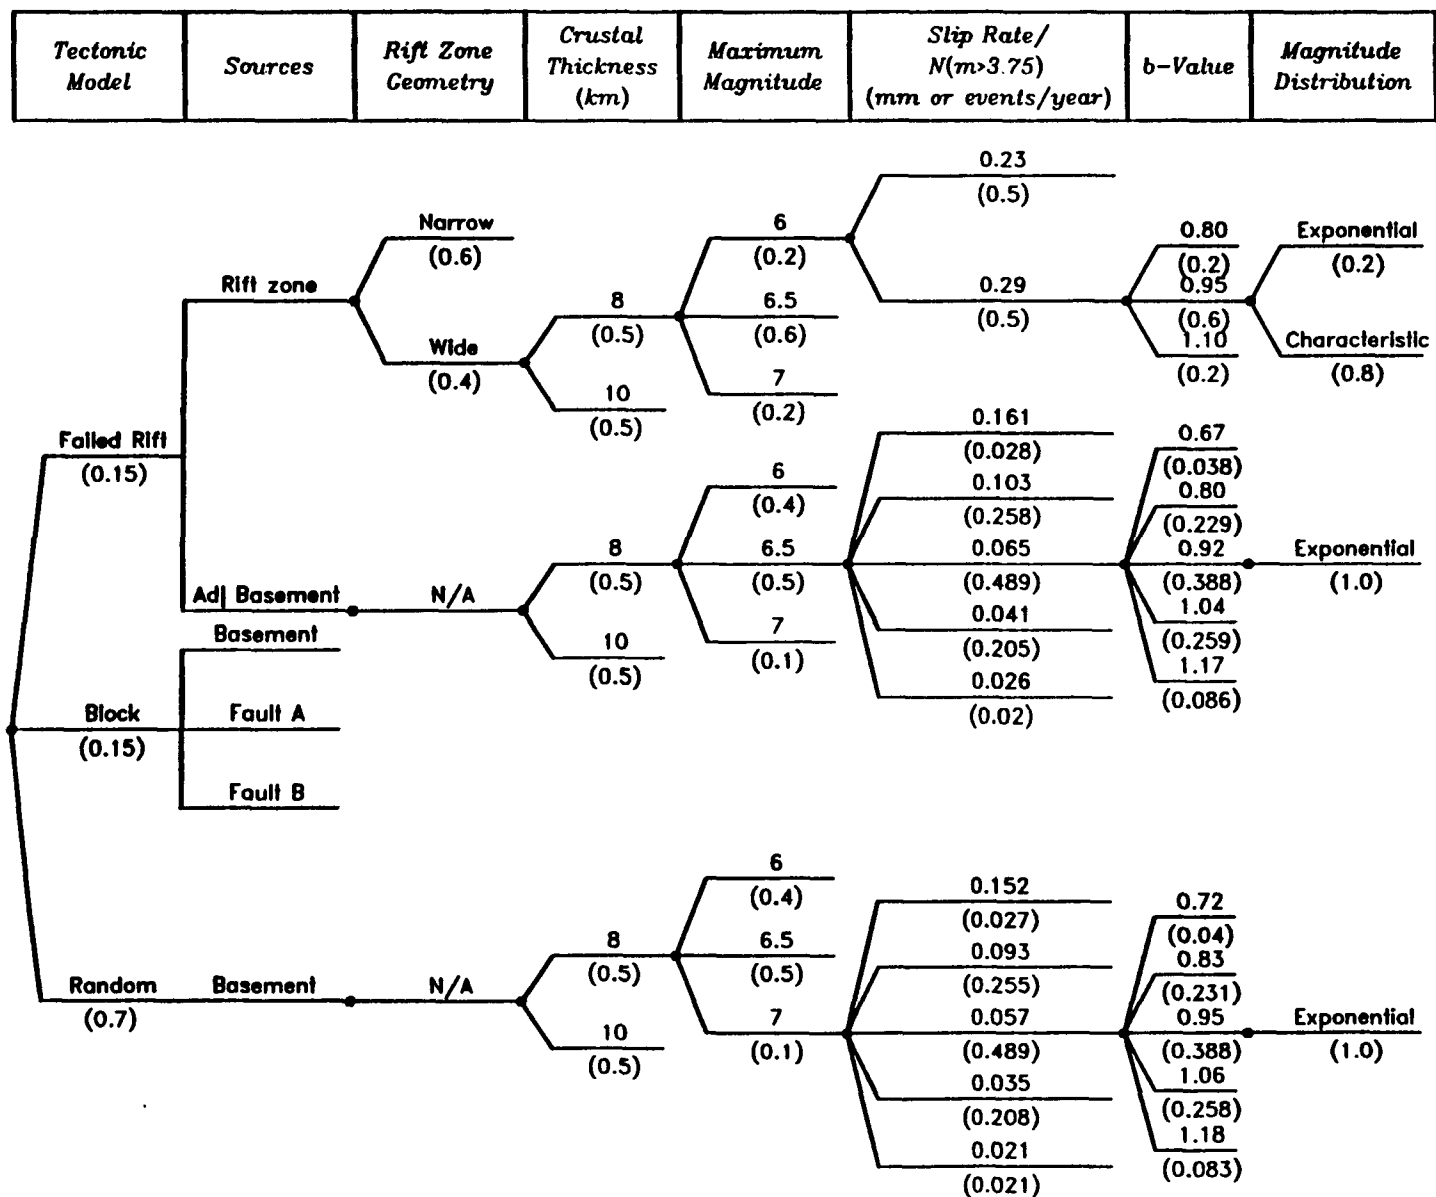 Tectonic
Model
Sources
Rift Zone
Geometry
Crustal
Thickness
(km)
Maximum
Magnitude
Slip Rate/
N(m>3.75)
(mm or events/year)
b-Value
Magnitude
Distribution
Failed Rift
(0.15)
Rift zone
Narrow
(0.6)
Wide
(0.4)
8
(0.5)
10
(0.5)
6
(0.2)
6.5
(0.6)
7
(0.2)
0.23
(0.5)
0.29
(0.5)
0.80
(0.2)
0.95
(0.6)
1.10
(0.2)
Exponential
(0.2)
Characteristic
(0.8)
Adj Basement
N/A
8
(0.5)
10
(0.5)
6
(0.4)
6.5
(0.5)
7
(0.1)
0.161
(0.028)
0.103
(0.258)
0.065
(0.489)
0.041
(0.205)
0.026
(0.02)
0.67
(0.038)
0.80
(0.229)
0.92
(0.388)
1.04
(0.259)
1.17
(0.086)
Exponential
(1.0)
Block
(0.15)
Basement
Fault A
Fault B
Random
(0.7)
Basement
N/A
8
(0.5)
10
(0.5)
6
(0.4)
6.5
(0.5)
7
(0.1)
0.152
(0.027)
0.093
(0.255)
0.057
(0.489)
0.035
(0.208)
0.021
(0.021)
0.72
(0.04)
0.83
(0.231)
0.95
(0.388)
1.06
(0.258)
1.18
(0.083)
Exponential
(1.0)